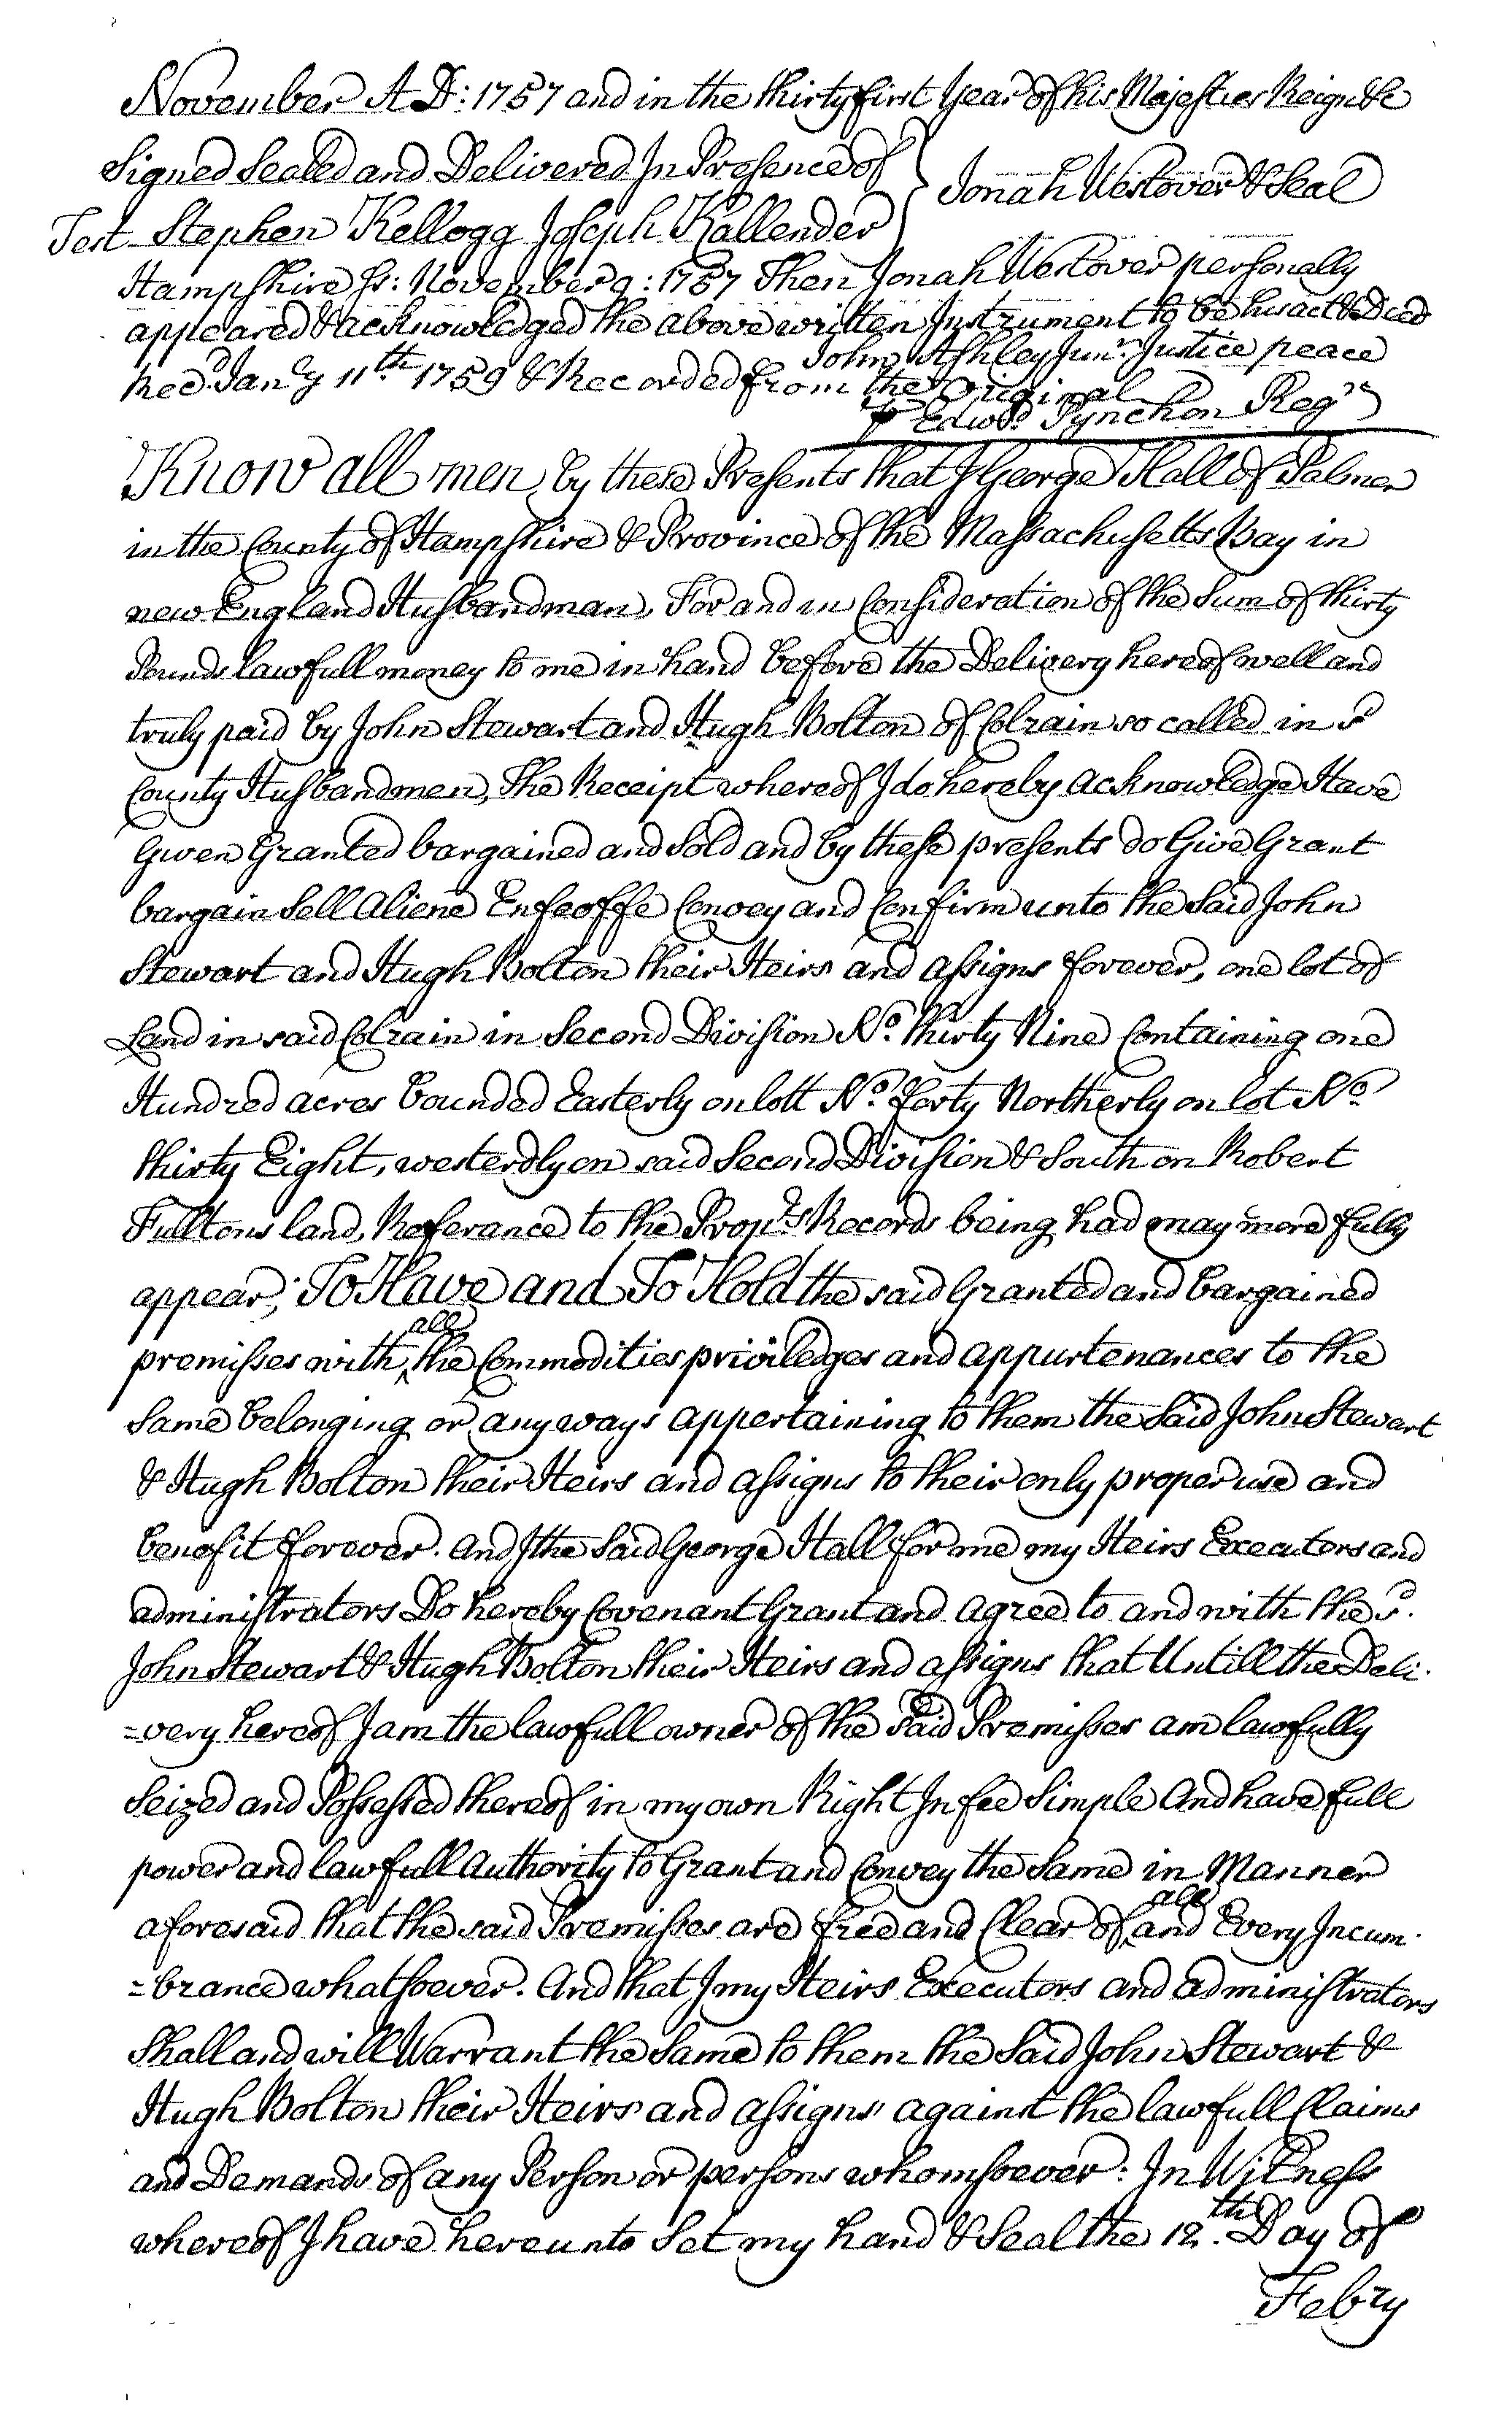 November A D: 1757 and in the thirty first Year of his Majesties Reign &c
Signed Sealed and Delivered In Presence of } Jonah Westover & Seal
Test Stephen Kellogg Joseph Kallender
Hampshire ss: November 9: 1757 Then Jonah Westover personally
appeared & acknowledged the above written Instrument to be his act & Deed
John Ashley Junr. Justice peace
Recd. Jany 11th 1759 & Recorded from the Original
⅌ Edwd. Pynchon Regr
Know all men by these Presents that I George Hall of Palmer
in the County of Hampshire & Province of the Massachusetts Bay in
new England Husbandman, For and in Consideration of the Sum of thirty
Pounds lawfull money to me in hand before the Delivery hereof well and
truly paid by John Stewart and Hugh Bolton of Colrain so called in sd
County Husbandmen, The Receipt whereof I do hereby acknowledge Have
Given Granted bargained and Sold and by these presents do Give Grant
bargain Sell Aliene Enfeoffe Convey and Confirm unto the Said John
Stewart and Hugh Bolton their Heirs and assigns forever, one lot of
Land in said Colrain in Second Division No. thirty Nine Containing one
Hundred acres bounded Easterly on lott No. forty Northerly on lot No.
thirty Eight, westerdly on said Second Division & South on Robert
Fulltons land, Referance to the Propts Records being had may more fully
appear; To Have and To Hold the said Granted and bargained
premisses with ^all the Commodities priviledges and appurtenances to the
Same belonging or any ways appertaining to them the Said John Stewart
& Hugh Bolton their Heirs and assigns to their only proper use and
benefit forever. And I the Said George Hall for me my Heirs Executors and
administrators Do hereby Covenant Grant and agree to and with the sd.
John Stewart & Hugh Bolton their Heirs and assigns that Untill the Deli-
=very hereof I am the lawfull owner of the Said Premisses am lawfully
Seized and Possessed thereof in my own Right In fee Simple And have full
power and lawfull Authority to Grant and Convey the Same in Manner
aforesaid that the said Premisses are free and Clear of ^all and Every Incum-
=brance whatsoever. And that I my Heirs Executors and administrators
Shall and will Warrant the Same to them the Said John Stewart &
Hugh Bolton their Heirs and assigns against the lawfull Claims
and Demands of any Person or persons whomsoever: In Witness
whereof I have hereunto Set my hand & Seal the 12.th Day of
Febry